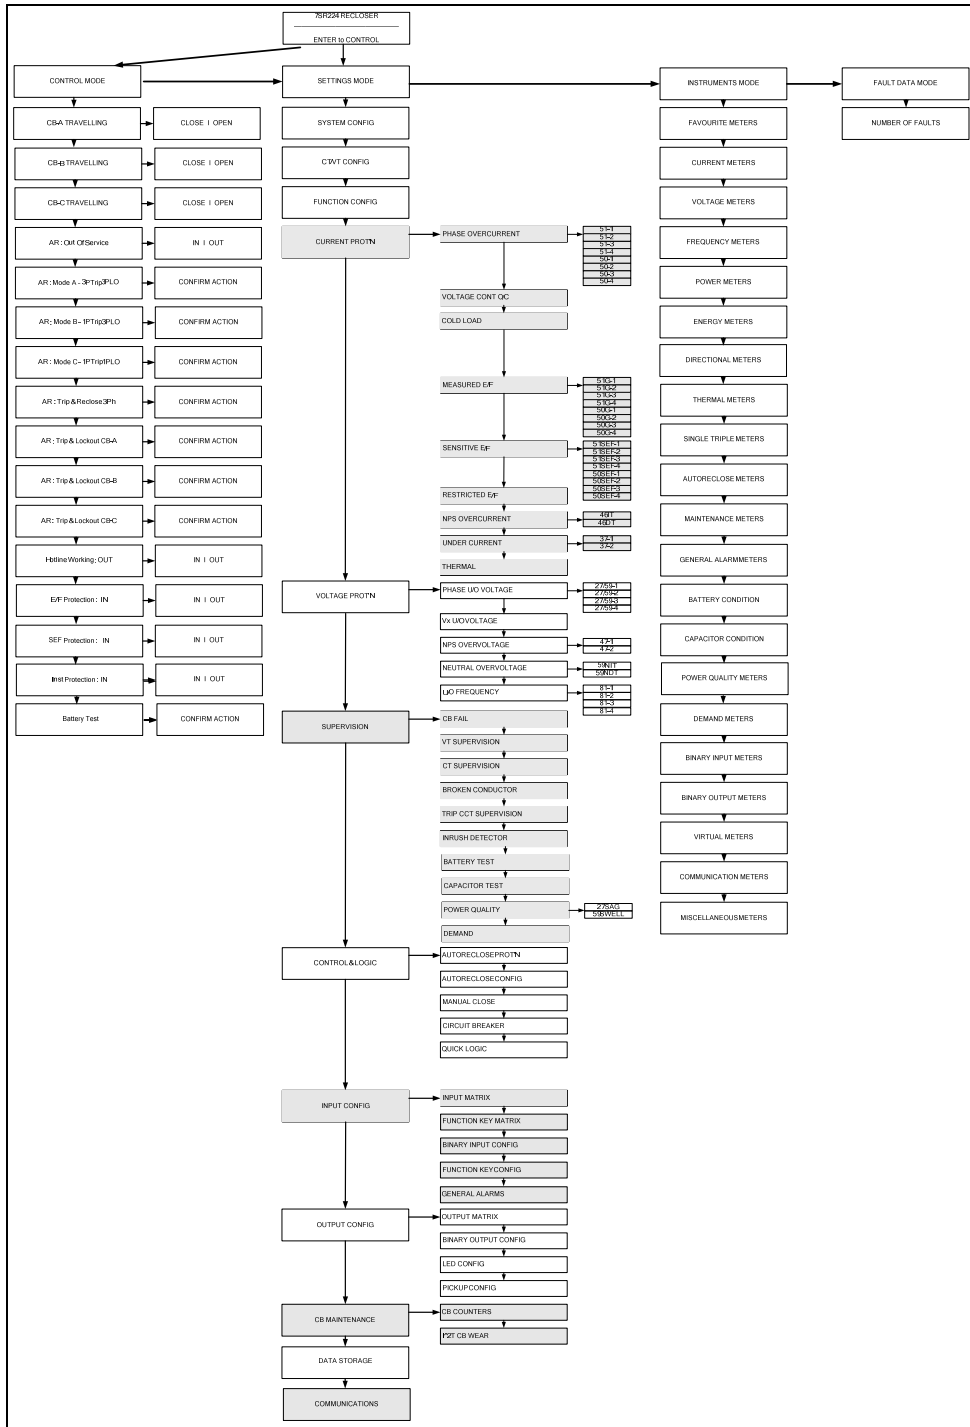 7SR224 RECLOSER
ENTER to CONTROL
CONTROL MODE
SETTINGS MODE
INSTRUMENTS MODE
FAULT DATA MODE
CB-A TRAVELLING
CLOSE I OPEN
CB-B TRAVELLING
CLOSE I OPEN
CB-C TRAVELLING
CLOSE I OPEN
AR: Out Of Service
IN I OUT
AR: Mode A - 3PTrip3PLO
CONFIRM ACTION
AR: Mode B - 1PTrip3PLO
CONFIRM ACTION
AR: Mode C - 1PTrip1PLO
CONFIRM ACTION
AR: Trip & Reclose 3Ph
CONFIRM ACTION
AR: Trip & Lockout CB-A
CONFIRM ACTION
AR: Trip & Lockout CB-B
CONFIRM ACTION
AR: Trip & Lockout CB-C
CONFIRM ACTION
Hotline Working: OUT
IN I OUT
E/F Protection: IN
IN I OUT
SEF Protection: IN
IN I OUT
Inst Protection: IN
IN I OUT
Battery Test
CONFIRM ACTION
SYSTEM CONFIG
CT/VT CONFIG
FUNCTION CONFIG
CURRENT PROT'N
PHASE OVERCURRENT
51-1
51-2
51-3
51-4
50-1
50-2
50-3
50-4
VOLTAGE CONT O/C
COLD LOAD
MEASURED E/F
51G-1
51G-2
51G-3
51G-4
50G-1
50G-2
50G-3
50G-4
SENSITIVE E/F
51SEF-1
51SEF-2
51SEF-3
51SEF-4
50SEF-1
50SEF-2
50SEF-3
50SEF-4
RESTRICTED E/F
NPS OVERCURRENT
46IT
46DT
UNDER CURRENT
37-1
37-2
THERMAL
VOLTAGE PROT'N
PHASE U/O VOLTAGE
27/59-1
27/59-2
27/59-3
27/59-4
Vx U/O VOLTAGE
NPS OVERVOLTAGE
47-1
47-2
NEUTRAL OVERVOLTAGE
59NIT
59NDT
U/O FREQUENCY
81-1
81-2
81-3
81-4
SUPERVISION
CB FAIL
VT SUPERVISION
CT SUPERVISION
BROKEN CONDUCTOR
TRIP CCT SUPERVISION
INRUSH DETECTOR
BATTERY TEST
CAPACITOR TEST
POWER QUALITY
27SAG
59SWELL
DEMAND
CONTROL & LOGIC
AUTORECLOSE PROT'N
AUTORECLOSE CONFIG
MANUAL CLOSE
CIRCUIT BREAKER
QUICK LOGIC
INPUT CONFIG
INPUT MATRIX
FUNCTION KEY MATRIX
BINARY INPUT CONFIG
FUNCTION KEY CONFIG
GENERAL ALARMS
OUTPUT CONFIG
OUTPUT MATRIX
BINARY OUTPUT CONFIG
LED CONFIG
PICKUP CONFIG
CB MAINTENANCE
CB COUNTERS
I^2T CB WEAR
DATA STORAGE
COMMUNICATIONS
FAVOURITE METERS
CURRENT METERS
VOLTAGE METERS
FREQUENCY METERS
POWER METERS
ENERGY METERS
DIRECTIONAL METERS
THERMAL METERS
SINGLE TRIPLE METERS
AUTORECLOSE METERS
MAINTENANCE METERS
GENERAL ALARM METERS
BATTERY CONDITION
CAPACITOR CONDITION
POWER QUALITY METERS
DEMAND METERS
BINARY INPUT METERS
BINARY OUTPUT METERS
VIRTUAL METERS
COMMUNICATION METERS
MISCELLANEOUS METERS
NUMBER OF FAULTS